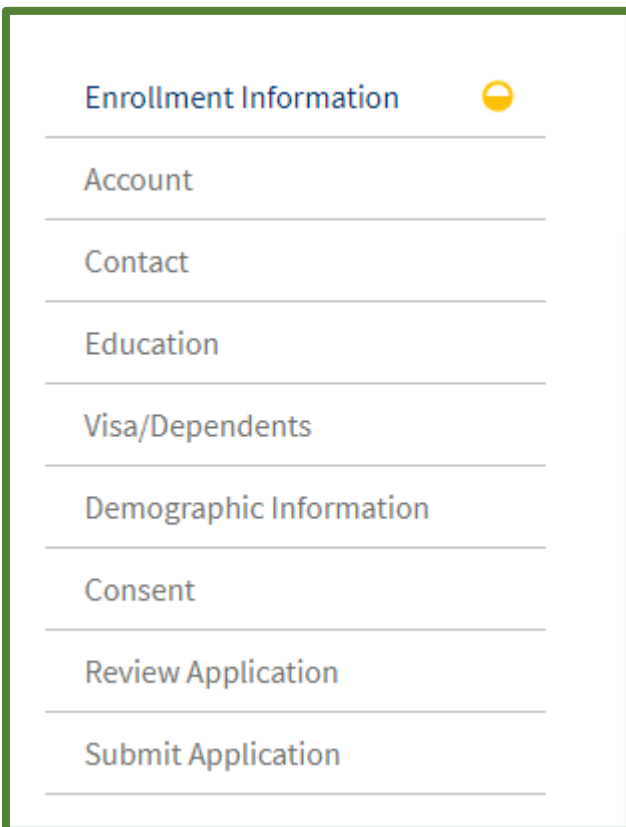 Enrollment Information
Account
Contact
Education
Visa/Dependents
Demographic Information
Consent
Review Application
Submit Application